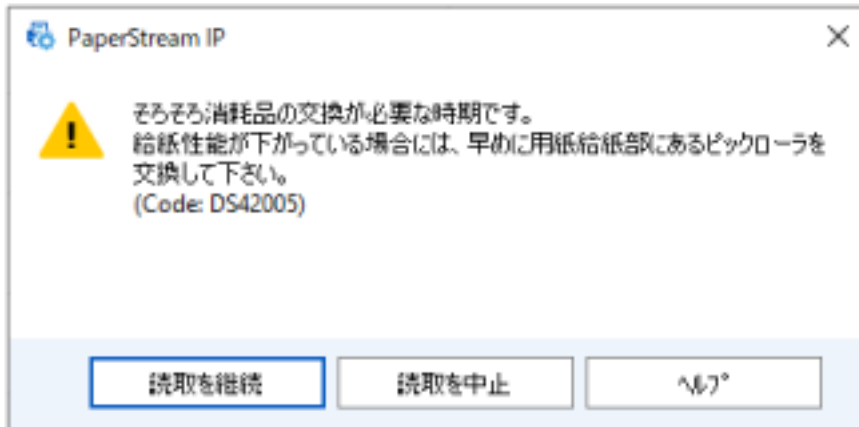 PaperStream IP
そろそろ消耗品の交換が必要な時期です。
給紙性能が下がっている場合には、早めに用紙給紙部にあるピックローラを
交換して下さい。
(Code: DS42005)
読取を継続
読取を中止
ヘルプ